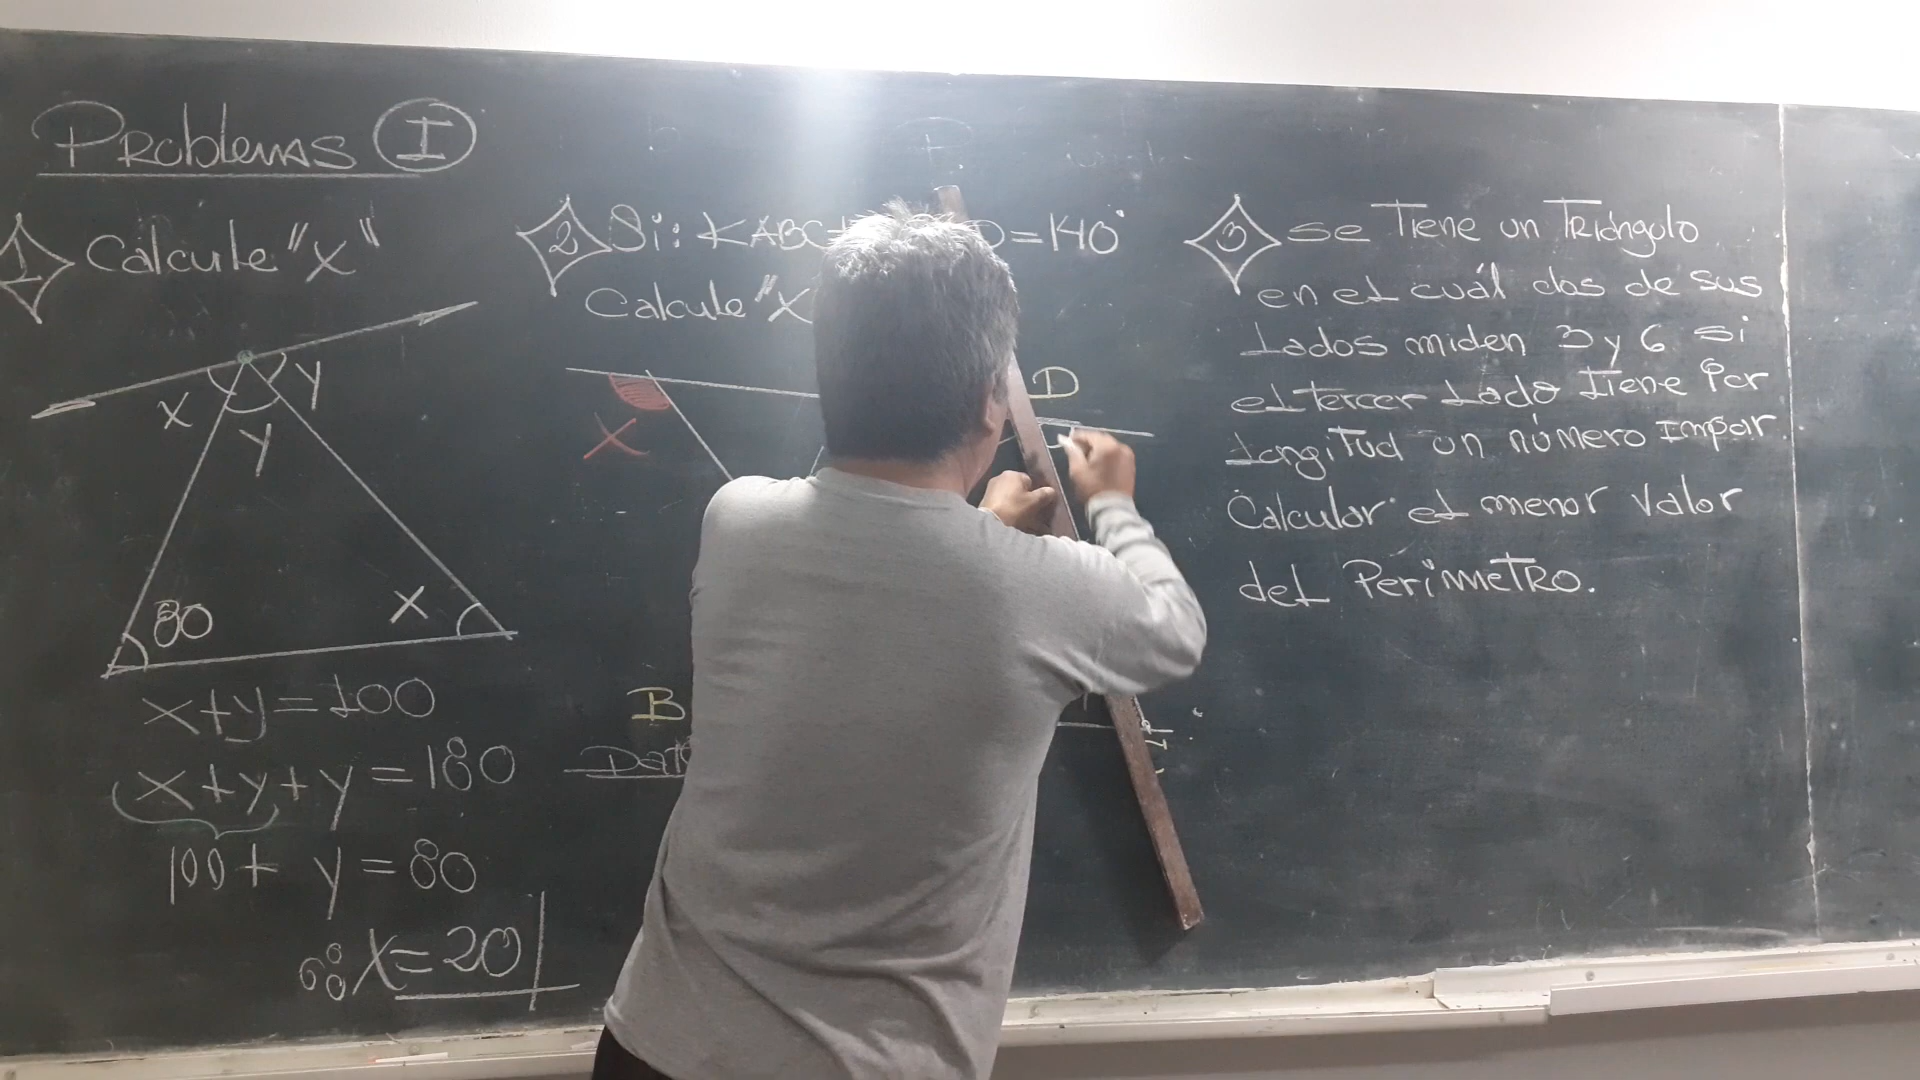 Problemas I
1 Calcule "x"
x y
y
80 x
x+y=100
x+y+y=180
100+ y=80
x=20
2 Si: ∢ABC = 140°
Calcule "x
x
D
B
3 se Tiene un Triángulo
en el cuál dos de sus
Lados miden 3 y 6 si
el tercer Lado Tiene Por
Longitud un número Impar
Calcular el menor Valor
del PerimeTRO.